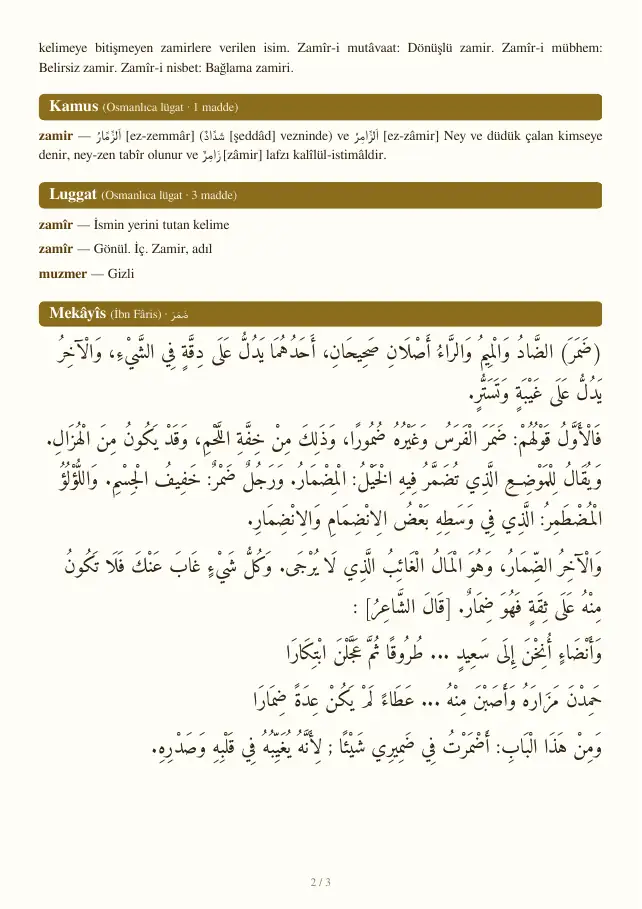 kelimeye bitişmeyen zamirlere verilen isim. Zamîr-i mutâvaat: Dönüşlü zamir. Zamîr-i mübhem:
Belirsiz zamir. Zamîr-i nisbet: Bağlama zamiri.
Kamus (Osmanlıca lügat · 1 madde)
zamir — اَلزَّمَّارُ [ez-zemmâr] (شَدَّادٌ [şeddâd] vezninde) ve اَلزَّامِرُ [ez-zâmir] Ney ve düdük çalan kimseye
denir, ney-zen tabîr olunur ve زَامِرٌ [zâmir] lafzı kalîlül-istimâldir.
Luggat (Osmanlıca lügat · 3 madde)
zamîr — İsmin yerini tutan kelime
zamîr — Gönül. İç. Zamir, adıl
muzmer — Gizli
Mekâyîs (İbn Fâris) · ضَمَرَ
(ضَمَرَ) الضَّادُ وَالْمِيمُ وَالرَّاءُ أَصْلَانِ صَحِيحَانِ، أَحَدُهُمَا يَدُلُّ عَلَى دِقَّةٍ فِي الشَّيْءِ، وَالْآخِرُ
يَدُلُّ عَلَى غَيْبَةٍ وَتَسَتُّرٍ.
فَالْأَوَّلُ قَوْلُهُمْ: ضَمَرَ الْفَرَسُ وَغَيْرُهُ ضُمُورًا، وَذَلِكَ مِنْ خِفَّةِ اللَّحْمِ، وَقَدْ يَكُونُ مِنَ الْهُزَالِ.
وَيُقَالُ لِلْمَوْضِعِ الَّذِي تُضَمَّرُ فِيهِ الْخَيْلُ: الْمِضْمَارُ. وَرَجُلٌ ضَمْرٌ: خَفِيفُ الْجِسْمِ. وَاللُّؤْلُؤُ
الْمُضْطَمِرُ: الَّذِي فِي وَسَطِهِ بَعْضُ الِانْضِمَامِ وَالِانْضِمَارِ.
وَالْآخِرُ الضِّمَارُ، وَهُوَ الْمَالُ الْغَائِبُ الَّذِي لَا يُرْجَى. وَكُلُّ شَيْءٍ غَابَ عَنْكَ فَلَا تَكُونُ
مِنْهُ عَلَى ثِقَةٍ فَهُوَ ضِمَارٌ. [قَالَ الشَّاعِرُ] :
وَأَنْضَاءٍ أُنِخْنَ إِلَى سَعِيدٍ ... طُرُوقًا ثُمَّ عَجَّلْنَ ابْتِكَارَا
حَمِدْنَ مَزَارَهُ وَأَصَبْنَ مِنْهُ ... عَطَاءً لَمْ يَكُنْ عِدَةً ضِمَارَا
وَمِنْ هَذَا الْبَابِ: أَضْمَرْتُ فِي ضَمِيرِي شَيْئًا ; لِأَنَّهُ يُغَيِّبُهُ فِي قَلْبِهِ وَصَدْرِهِ.
2 / 3